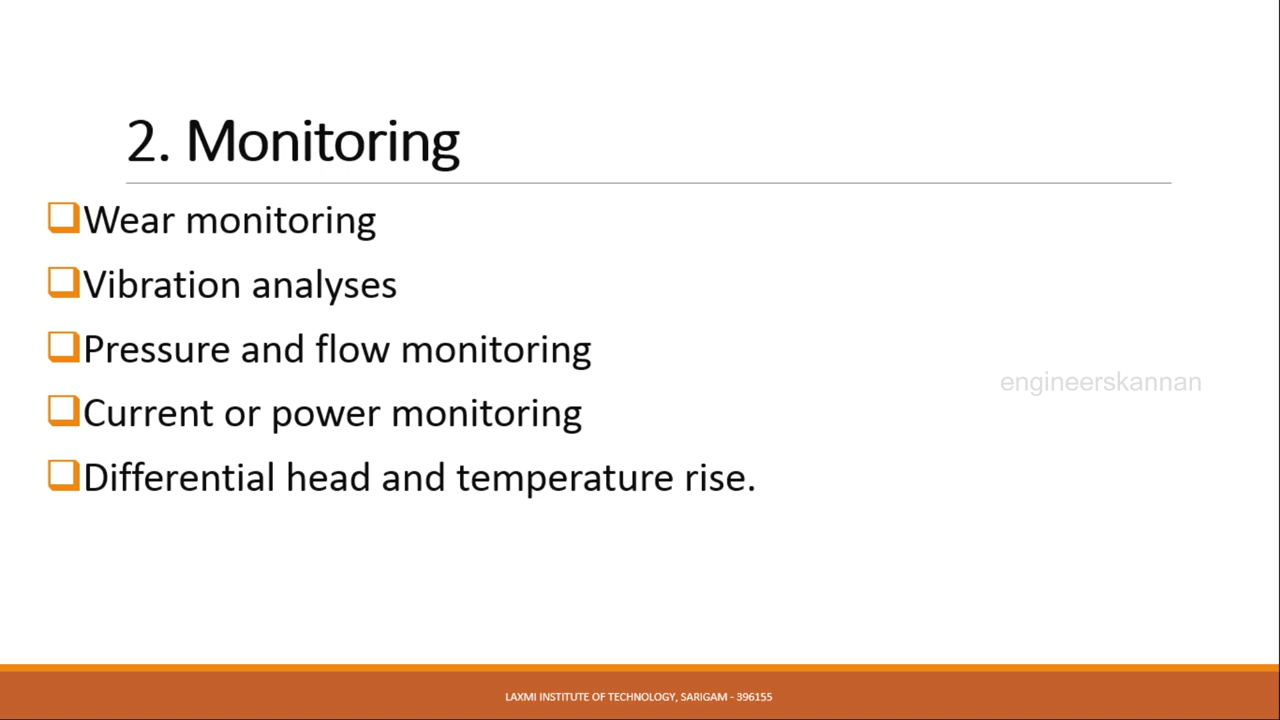 2. Monitoring
Wear monitoring
Vibration analyses
Pressure and flow monitoring
engineerskannan
Current or power monitoring
Differential head and temperature rise.
LAXMI INSTITUTE OF TECHNOLOGY, SARIGAM - 396155